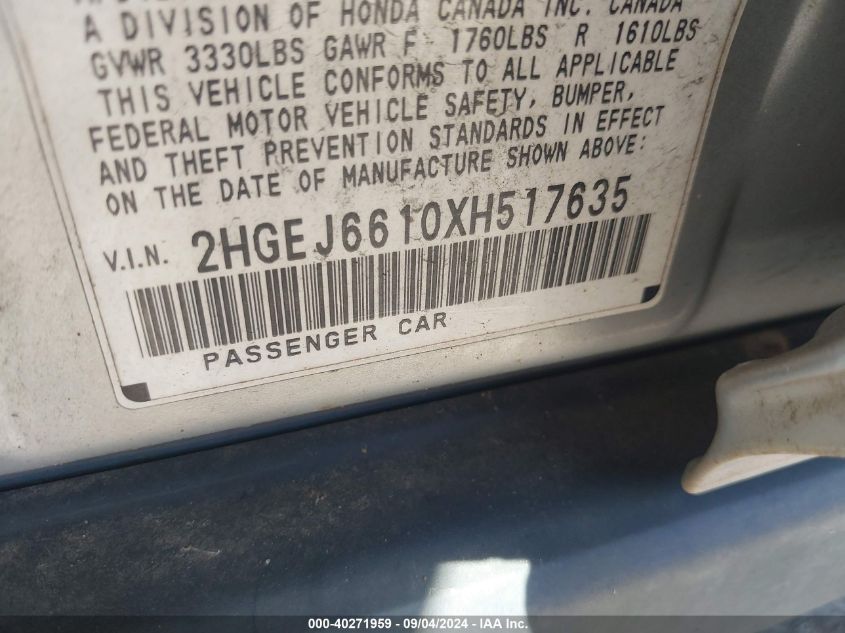 A DIVISION OF HONDA CANADA INC. CANADA
GVWR 3330LBS GAWR F 1760LBS R 1610LBS
THIS VEHICLE CONFORMS TO ALL APPLICABLE
FEDERAL MOTOR VEHICLE SAFETY, BUMPER,
AND THEFT PREVENTION STANDARDS IN EFFECT
ON THE DATE OF MANUFACTURE SHOWN ABOVE:
V.I.N. 2HGEJ6610XH517635
PASSENGER CAR
000-40271959 - 09/04/2024 - IAA Inc.